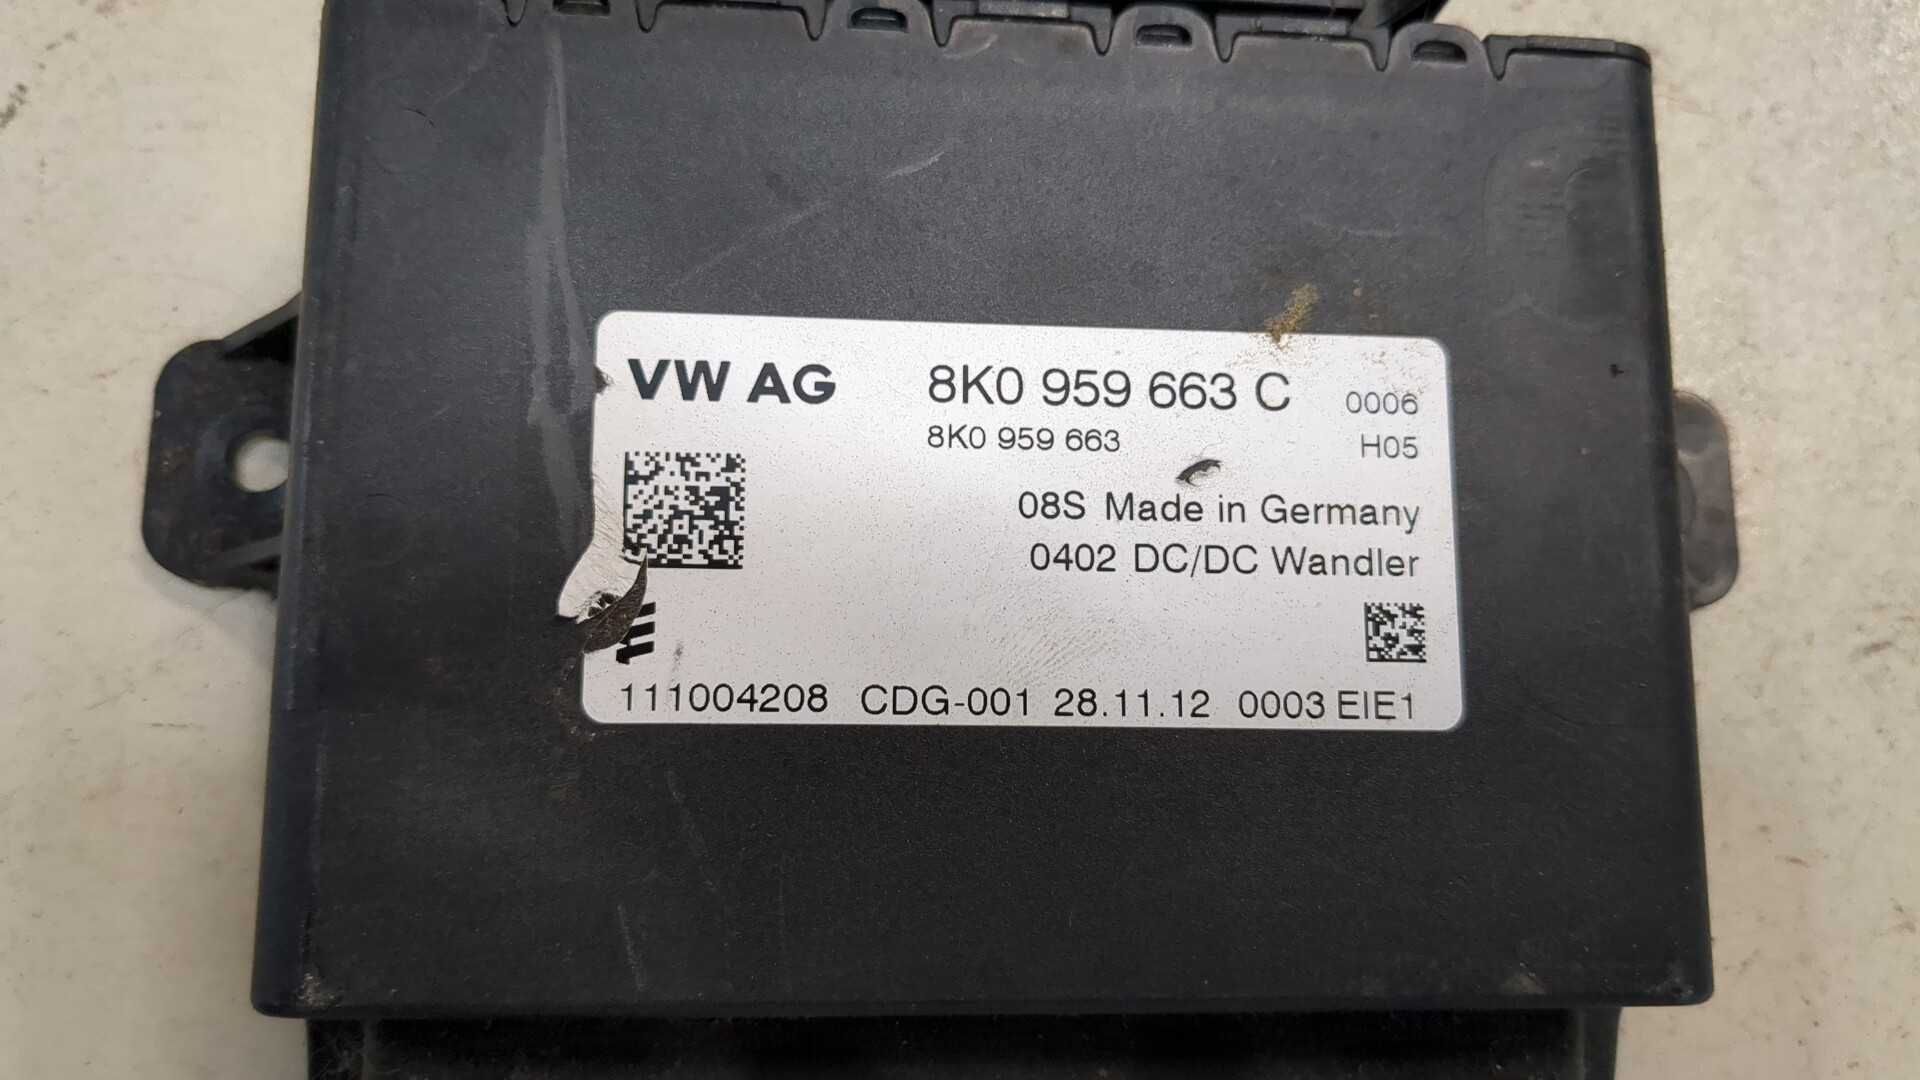 VW AG 8K0 959 663 C 0006
8K0 959 663 H05
08S Made in Germany
0402 DC/DC Wandler
111004208 CDG-001 28.11.12 0003 EIE1